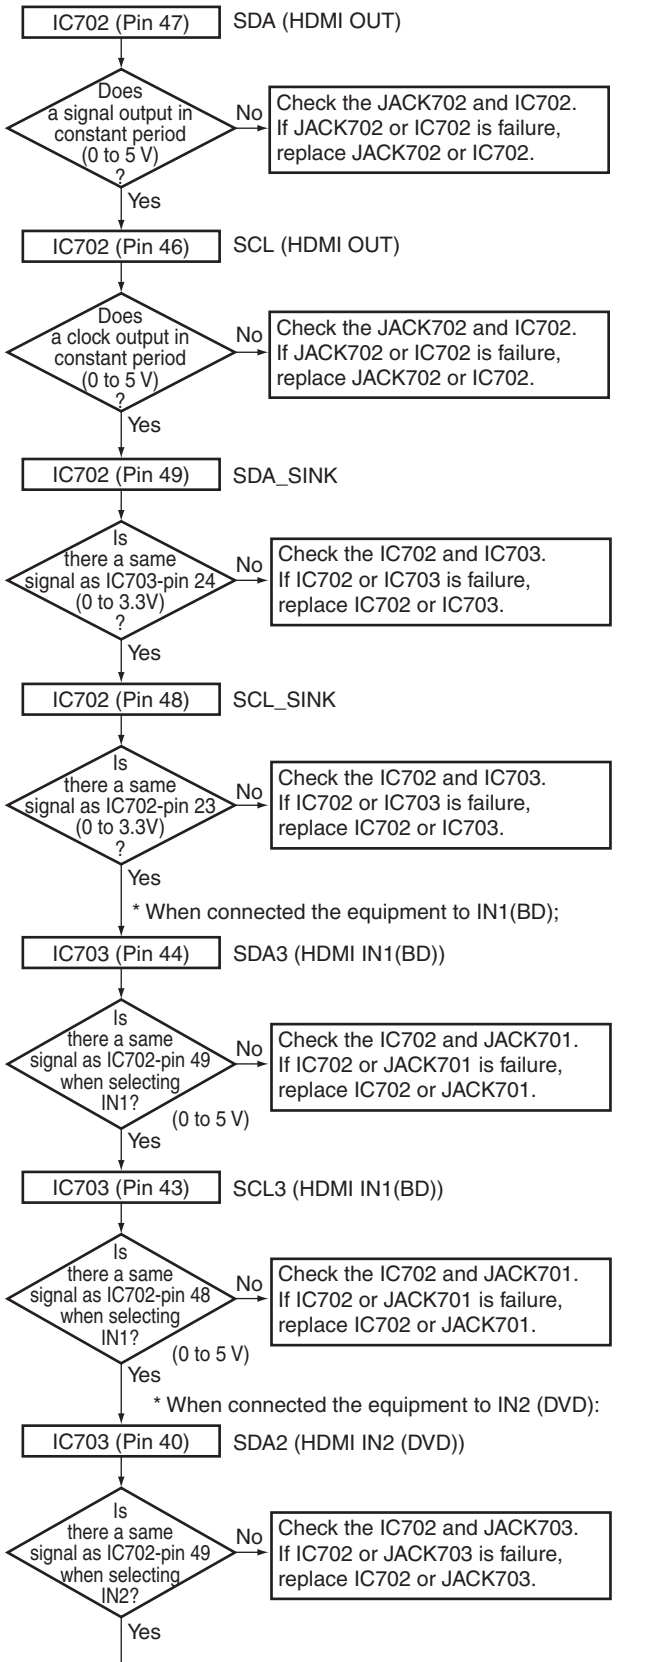 IC702 (Pin 47) SDA (HDMI OUT)
Does
a signal output in
constant period
(0 to 5 V)
?
No
Check the JACK702 and IC702.
If JACK702 or IC702 is failure,
replace JACK702 or IC702.
Yes
IC702 (Pin 46) SCL (HDMI OUT)
Does
a clock output in
constant period
(0 to 5 V)
?
No
Check the JACK702 and IC702.
If JACK702 or IC702 is failure,
replace JACK702 or IC702.
Yes
IC702 (Pin 49) SDA_SINK
Is
there a same
signal as IC703-pin 24
(0 to 3.3V)
?
No
Check the IC702 and IC703.
If IC702 or IC703 is failure,
replace IC702 or IC703.
Yes
IC702 (Pin 48) SCL_SINK
Is
there a same
signal as IC702-pin 23
(0 to 3.3V)
?
No
Check the IC702 and IC703.
If IC702 or IC703 is failure,
replace IC702 or IC703.
Yes
* When connected the equipment to IN1(BD);
IC703 (Pin 44) SDA3 (HDMI IN1(BD))
Is
there a same
signal as IC702-pin 49
when selecting
IN1?
(0 to 5 V)
No
Check the IC702 and JACK701.
If IC702 or JACK701 is failure,
replace IC702 or JACK701.
Yes
IC703 (Pin 43) SCL3 (HDMI IN1(BD))
Is
there a same
signal as IC702-pin 48
when selecting
IN1?
(0 to 5 V)
No
Check the IC702 and JACK701.
If IC702 or JACK701 is failure,
replace IC702 or JACK701.
Yes
* When connected the equipment to IN2 (DVD):
IC703 (Pin 40) SDA2 (HDMI IN2 (DVD))
Is
there a same
signal as IC702-pin 49
when selecting
IN2?
No
Check the IC702 and JACK703.
If IC702 or JACK703 is failure,
replace IC702 or JACK703.
Yes